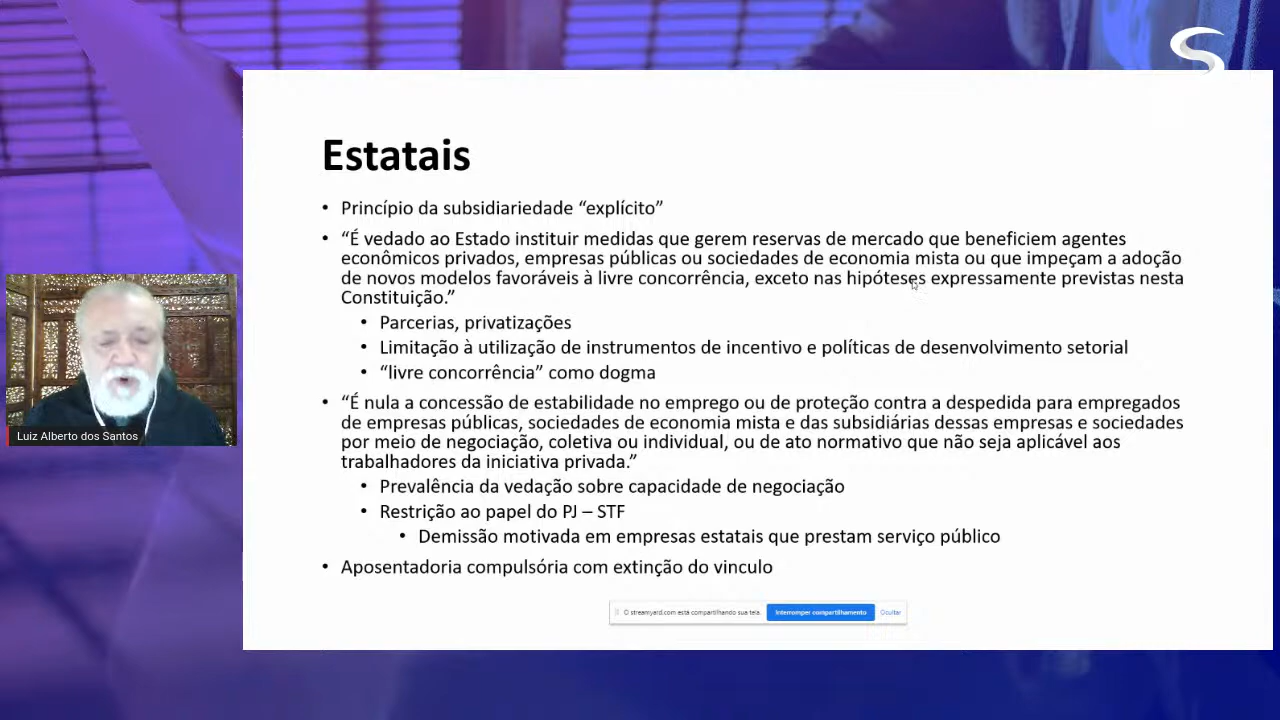 Estatais
• Princípio da subsidiariedade “explícito”
• “É vedado ao Estado instituir medidas que gerem reservas de mercado que beneficiem agentes
econômicos privados, empresas públicas ou sociedades de economia mista ou que impeçam a adoção
de novos modelos favoráveis à livre concorrência, exceto nas hipóteses expressamente previstas nesta
Constituição.”
• Parcerias, privatizações
• Limitação à utilização de instrumentos de incentivo e políticas de desenvolvimento setorial
• “livre concorrência” como dogma
• “É nula a concessão de estabilidade no emprego ou de proteção contra a despedida para empregados
de empresas públicas, sociedades de economia mista e das subsidiárias dessas empresas e sociedades
por meio de negociação, coletiva ou individual, ou de ato normativo que não seja aplicável aos
trabalhadores da iniciativa privada.”
• Prevalência da vedação sobre capacidade de negociação
• Restrição ao papel do PJ – STF
• Demissão motivada em empresas estatais que prestam serviço público
• Aposentadoria compulsória com extinção do vinculo
O streamyard.com está compartilhando sua tela. Interromper compartilhamento Ocultar
Luiz Alberto dos Santos